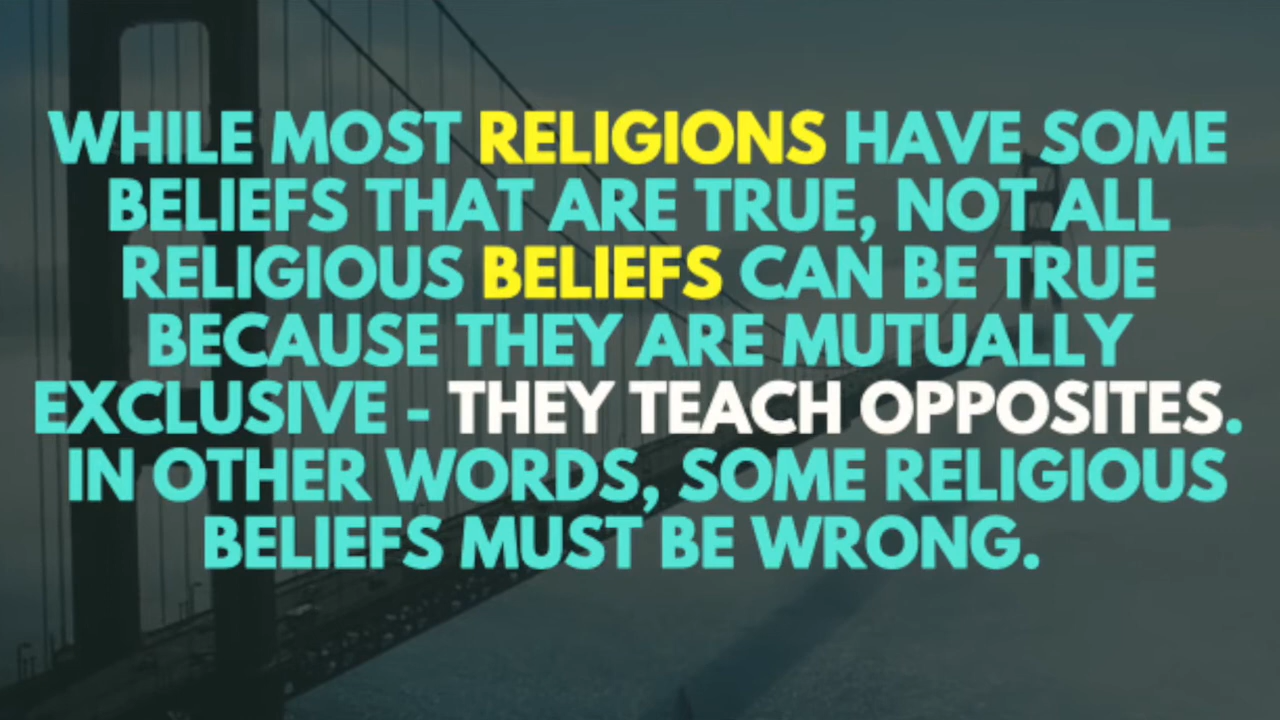 WHILE MOST RELIGIONS HAVE SOME
BELIEFS THAT ARE TRUE, NOT ALL
RELIGIOUS BELIEFS CAN BE TRUE
BECAUSE THEY ARE MUTUALLY
EXCLUSIVE - THEY TEACH OPPOSITES.
IN OTHER WORDS, SOME RELIGIOUS
BELIEFS MUST BE WRONG.